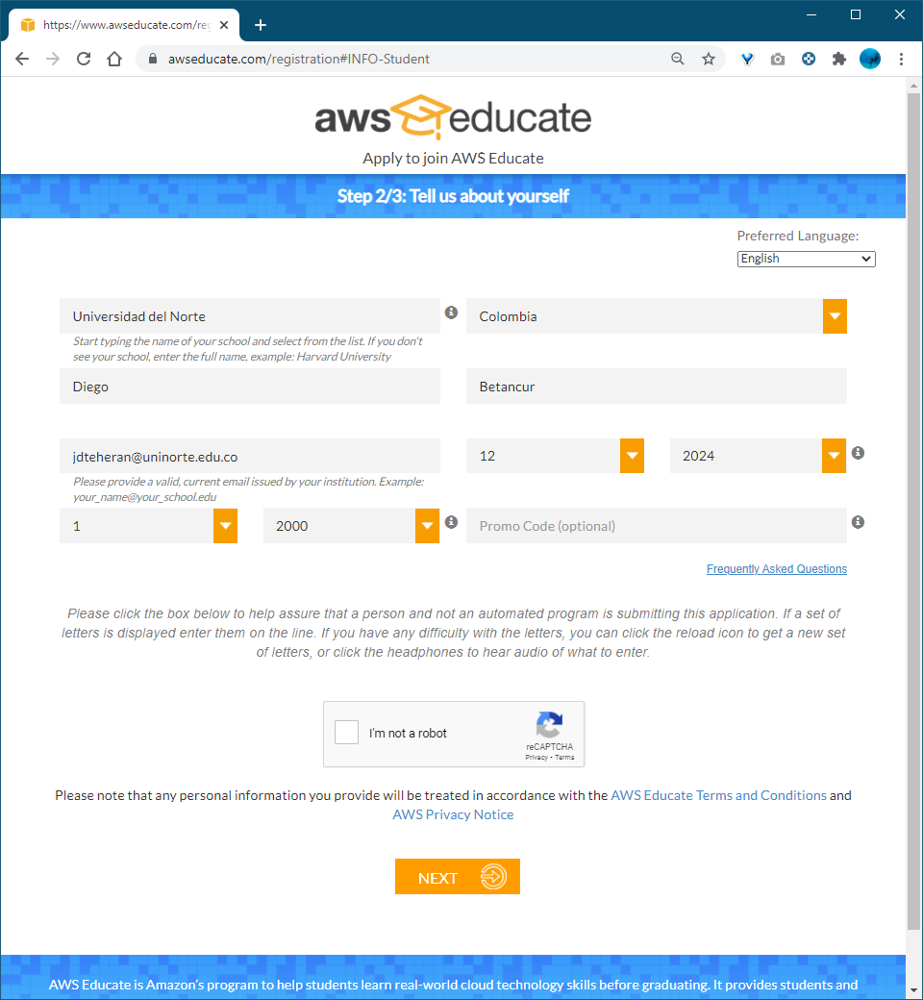 https://www.awseducate.com/reg
awseducate.com/registration#INFO-Student
aws educate
Apply to join AWS Educate
Step 2/3: Tell us about yourself
Preferred Language:
English
Universidad del Norte
Colombia
Start typing the name of your school and select from the list. If you don't
see your school, enter the full name, example: Harvard University
Diego
Betancur
jdteheran@uninorte.edu.co
12
2024
Please provide a valid, current email issued by your institution. Example:
your_name@your_school.edu
1
2000
Promo Code (optional)
Frequently Asked Questions
Please click the box below to help assure that a person and not an automated program is submitting this application. If a set of
letters is displayed enter them on the line. If you have any difficulty with the letters, you can click the reload icon to get a new set
of letters, or click the headphones to hear audio of what to enter.
I'm not a robot
reCAPTCHA
Privacy - Terms
Please note that any personal information you provide will be treated in accordance with the AWS Educate Terms and Conditions and
AWS Privacy Notice
NEXT
AWS Educate is Amazon's program to help students learn real-world cloud technology skills before graduating. It provides students and